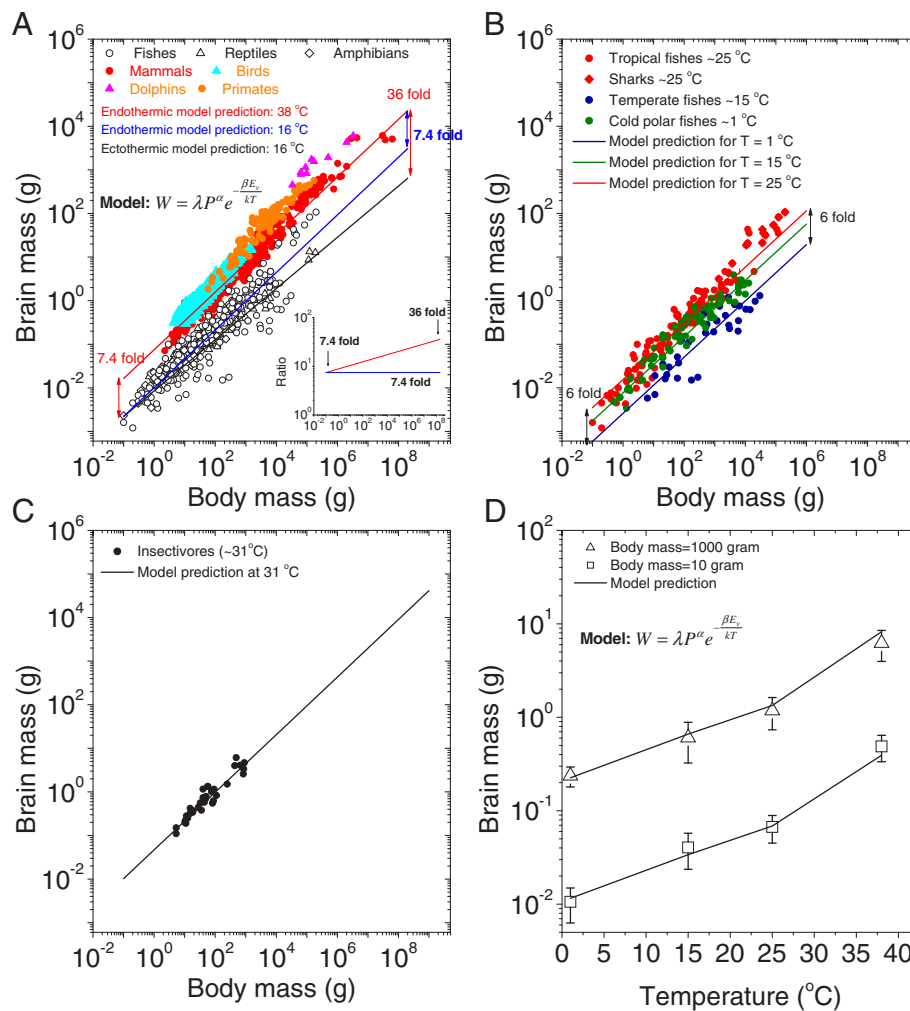 A
10^6
10^4
10^2
10^0
10^-2
Brain mass (g)
Fishes Reptiles Amphibians
Mammals Birds
Dolphins Primates
Endothermic model prediction: 38 °C
Endothermic model prediction: 16 °C
Ectothermic model prediction: 16 °C
36 fold
7.4 fold
Model: W = λP^α e^(-βE_v/kT)
7.4 fold
10^2
10^1
10^0
Ratio
7.4 fold
36 fold
7.4 fold
10^-2 10^8
10^-2 10^0 10^2 10^4 10^6 10^8
Body mass (g)
B
10^6
10^4
10^2
10^0
10^-2
Brain mass (g)
Tropical fishes ~25 °C
Sharks ~25 °C
Temperate fishes ~15 °C
Cold polar fishes ~1 °C
Model prediction for T = 1 °C
Model prediction for T = 15 °C
Model prediction for T = 25 °C
6 fold
6 fold
10^-2 10^0 10^2 10^4 10^6 10^8
Body mass (g)
C
10^6
10^4
10^2
10^0
10^-2
Brain mass (g)
Insectivores (~31°C)
Model prediction at 31 °C
10^-2 10^0 10^2 10^4 10^6 10^8
Body mass (g)
D
10^2
10^1
10^0
10^-1
10^-2
Brain mass (g)
Body mass=1000 gram
Body mass=10 gram
Model prediction
Model: W = λP^α e^(-βE_v/kT)
0 5 10 15 20 25 30 35 40
Temperature (°C)